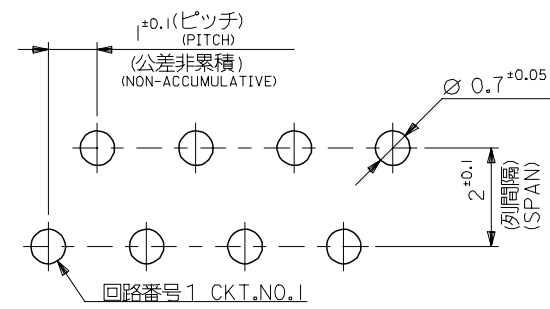 1±0.1(ピッチ)
(PITCH)
(公差非累積)
(NON-ACCUMULATIVE)
∅ 0.7±0.05
2±0.1
(列間隔)
(SPAN)
回路番号1 CKT.NO.1